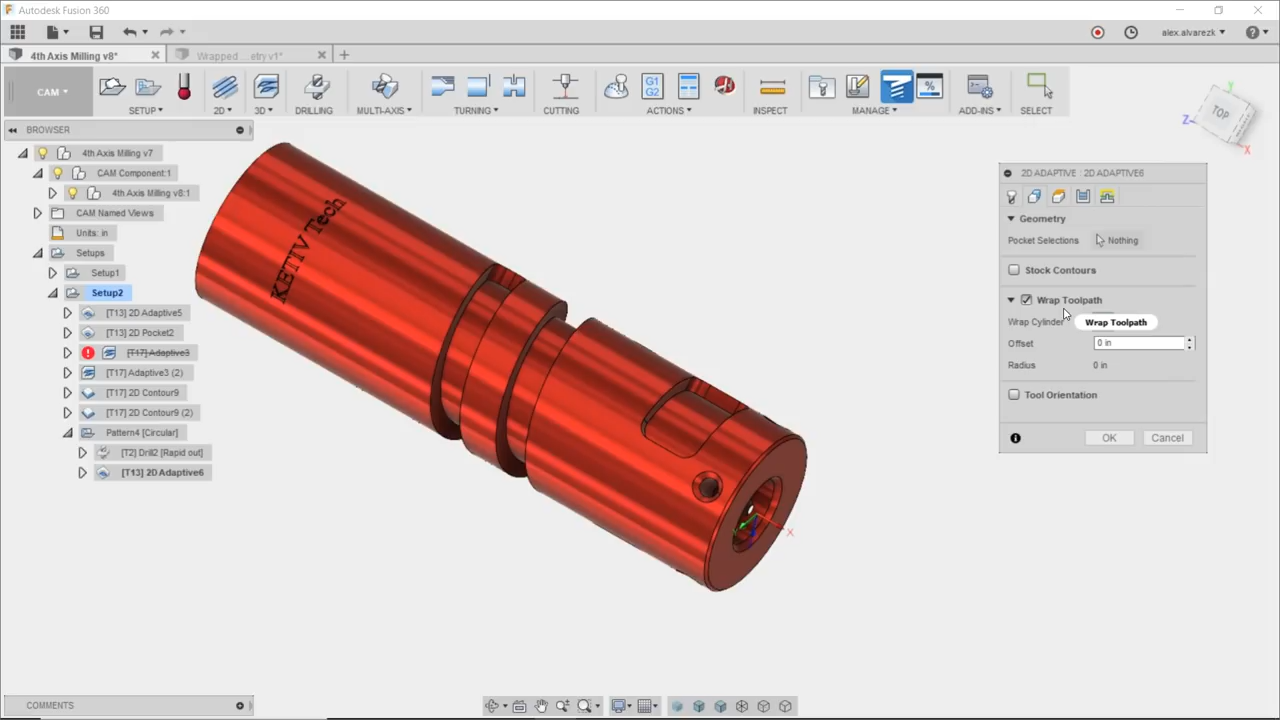 Autodesk Fusion 360
alex.alvarezk
4th Axis Milling v8*
Wrapped ...etry v1*
CAM
SETUP
2D
3D
DRILLING
MULTI-AXIS
TURNING
CUTTING
G1
G2
ACTIONS
INSPECT
MANAGE
ADD-INS
SELECT
BROWSER
4th Axis Milling v7
CAM Component:1
4th Axis Milling v6:1
CAM Named Views
Units: in
Setups
Setup1
Setup2
[T13] 2D Adaptive5
[T13] 2D Pocket2
[T17] Adaptive3
[T17] Adaptive3 (2)
[T17] 2D Contour9
[T17] 2D Contour9 (2)
Pattern4 [Circular]
[T2] Drill2 [Rapid out]
[T13] 2D Adaptive6
KETIV Tech
X
TOP
Y
Z
X
2D ADAPTIVE : 2D ADAPTIVE6
Geometry
Pocket Selections Nothing
Stock Contours
Wrap Toolpath
Wrap Cylinder
Wrap Toolpath
Offset 0 in
Radius 0 in
Tool Orientation
OK Cancel
COMMENTS